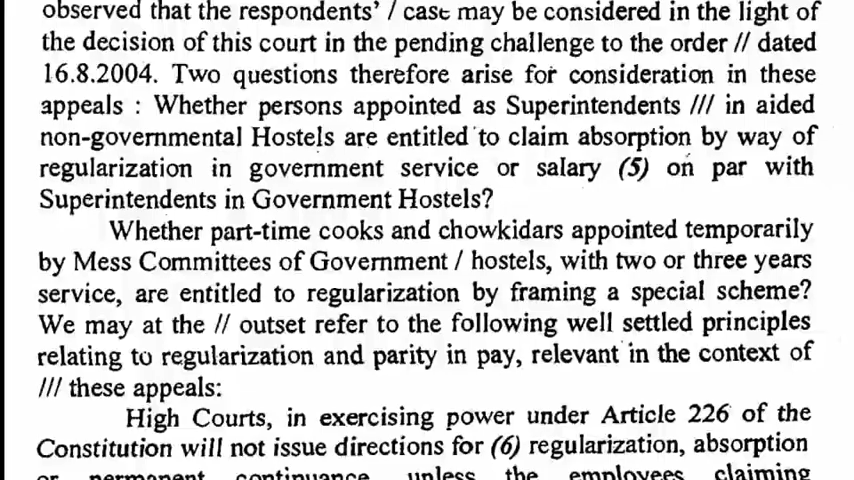 observed that the respondents' / case may be considered in the light of
the decision of this court in the pending challenge to the order // dated
16.8.2004. Two questions therefore arise for consideration in these
appeals : Whether persons appointed as Superintendents /// in aided
non-governmental Hostels are entitled to claim absorption by way of
regularization in government service or salary (5) on par with
Superintendents in Government Hostels?
Whether part-time cooks and chowkidars appointed temporarily
by Mess Committees of Government / hostels, with two or three years
service, are entitled to regularization by framing a special scheme?
We may at the // outset refer to the following well settled principles
relating to regularization and parity in pay, relevant in the context of
/// these appeals:
High Courts, in exercising power under Article 226 of the
Constitution will not issue directions for (6) regularization, absorption
or permanent continuance, unless the employees claiming